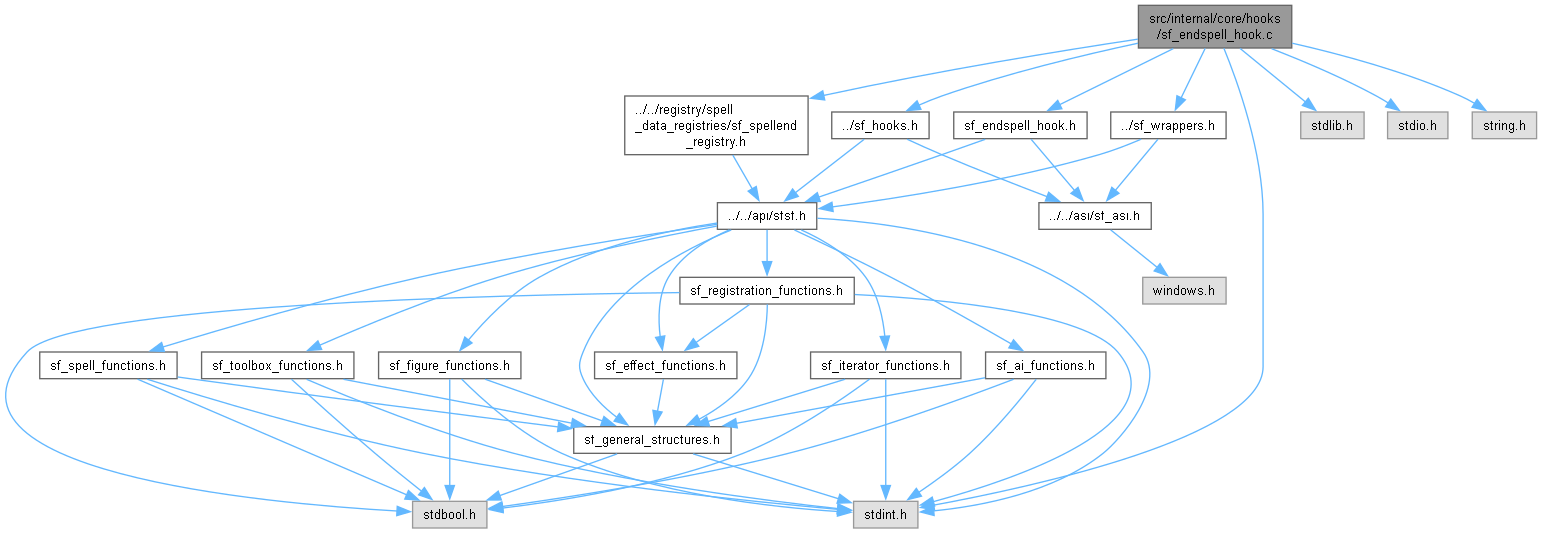 src/internal/core/hooks
/sf_endspell_hook.c
../../registry/spell
_data_registries/sf_spellend
_registry.h
../sf_hooks.h
sf_endspell_hook.h
../sf_wrappers.h
stdlib.h
stdio.h
string.h
../../api/sfsf.h
../../asi/sf_asi.h
sf_registration_functions.h
windows.h
sf_spell_functions.h
sf_toolbox_functions.h
sf_figure_functions.h
sf_effect_functions.h
sf_iterator_functions.h
sf_ai_functions.h
sf_general_structures.h
stdbool.h
stdint.h